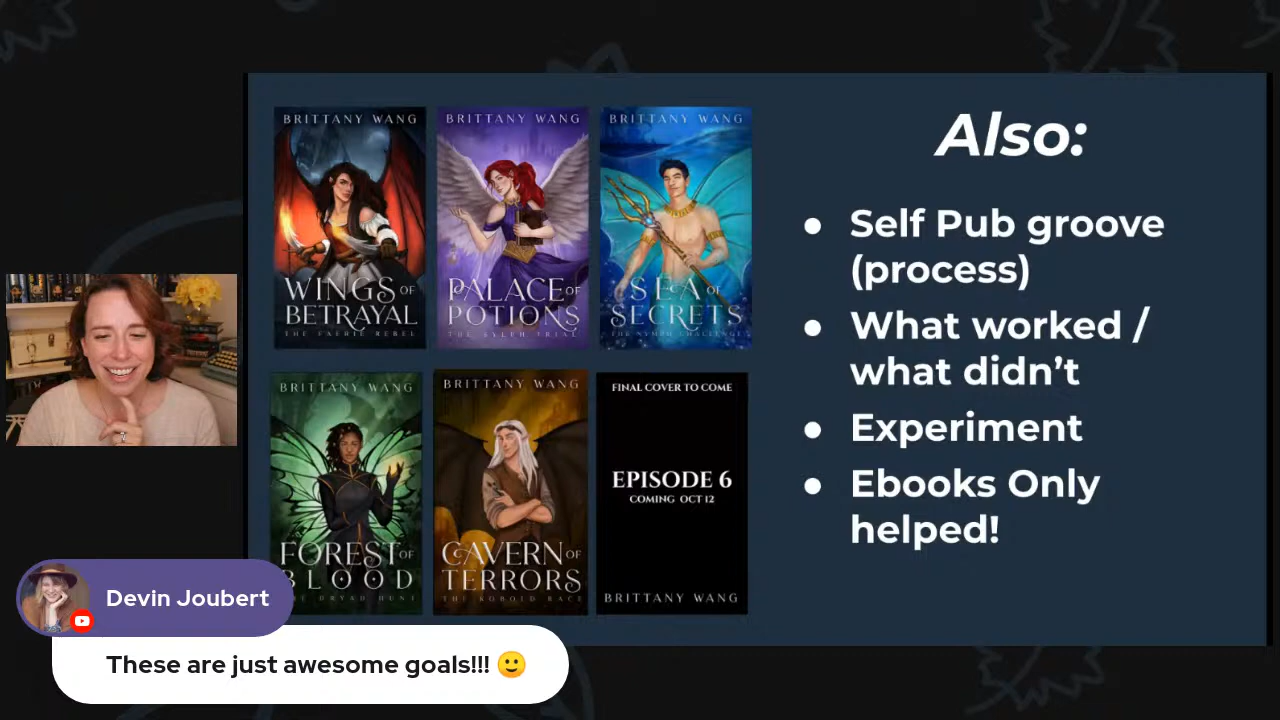 BRITTANY WANG
WINGS OF
BETRAYAL
THE FAERIE REBEL
BRITTANY WANG
PALACE OF
POTIONS
THE SYLPH TRIAL
BRITTANY WANG
SEA OF
SECRETS
THE NYMPH CHALLENGE
BRITTANY WANG
FOREST OF
BLOOD
THE DRYAD HUNT
BRITTANY WANG
CAVERN OF
TERRORS
THE KOBOLD RACE
FINAL COVER TO COME
EPISODE 6
COMING OCT 12
BRITTANY WANG
Also:
● Self Pub groove
(process)
● What worked /
what didn’t
● Experiment
● Ebooks Only
helped!
Devin Joubert
These are just awesome goals!!! 🙂